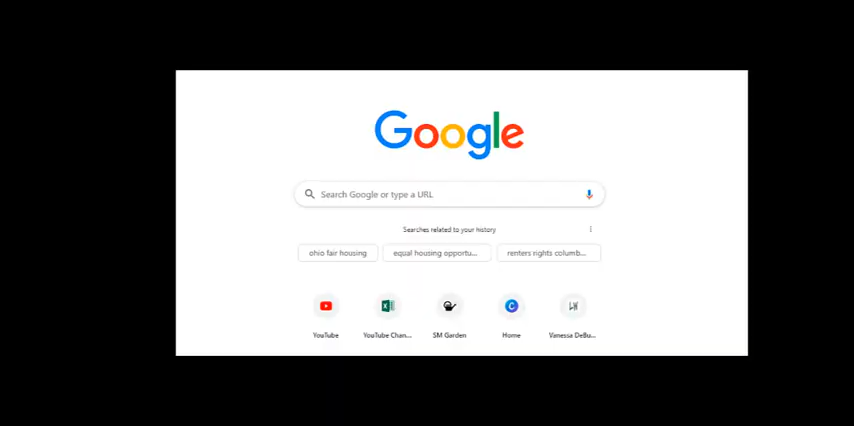 Google
Search Google or type a URL
Searches related to your history
ohio fair housing
equal housing opportu...
renters rights columb...
YouTube
YouTube Chan...
SM Garden
Home
Vanessa DeBu...